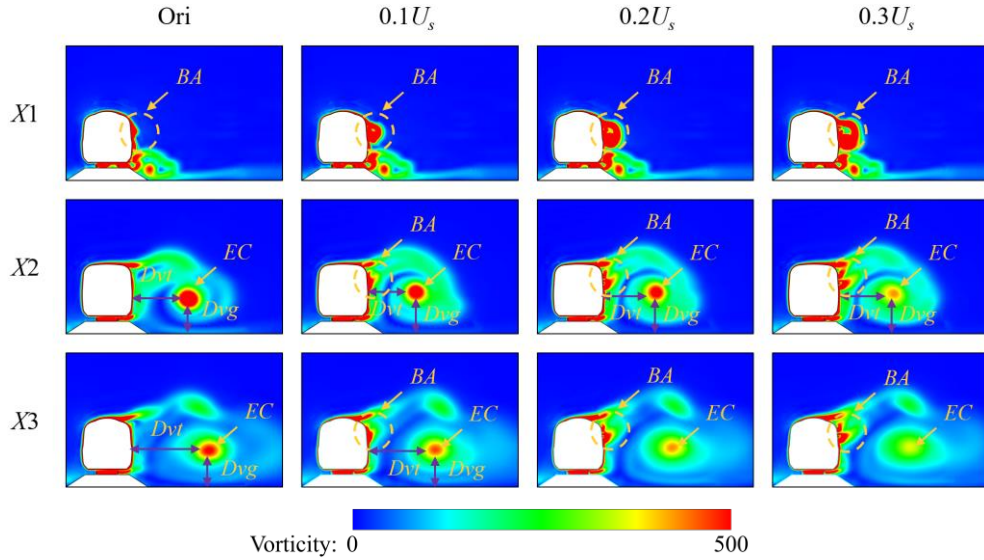 Ori 0.1U_s 0.2U_s 0.3U_s
X1 BA BA BA BA
X2 EC Dvt Dvg BA EC Dvt Dvg BA EC Dvt Dvg BA EC Dvt Dvg
X3 EC Dvt Dvg BA EC Dvt Dvg BA EC BA EC
Vorticity: 0 500